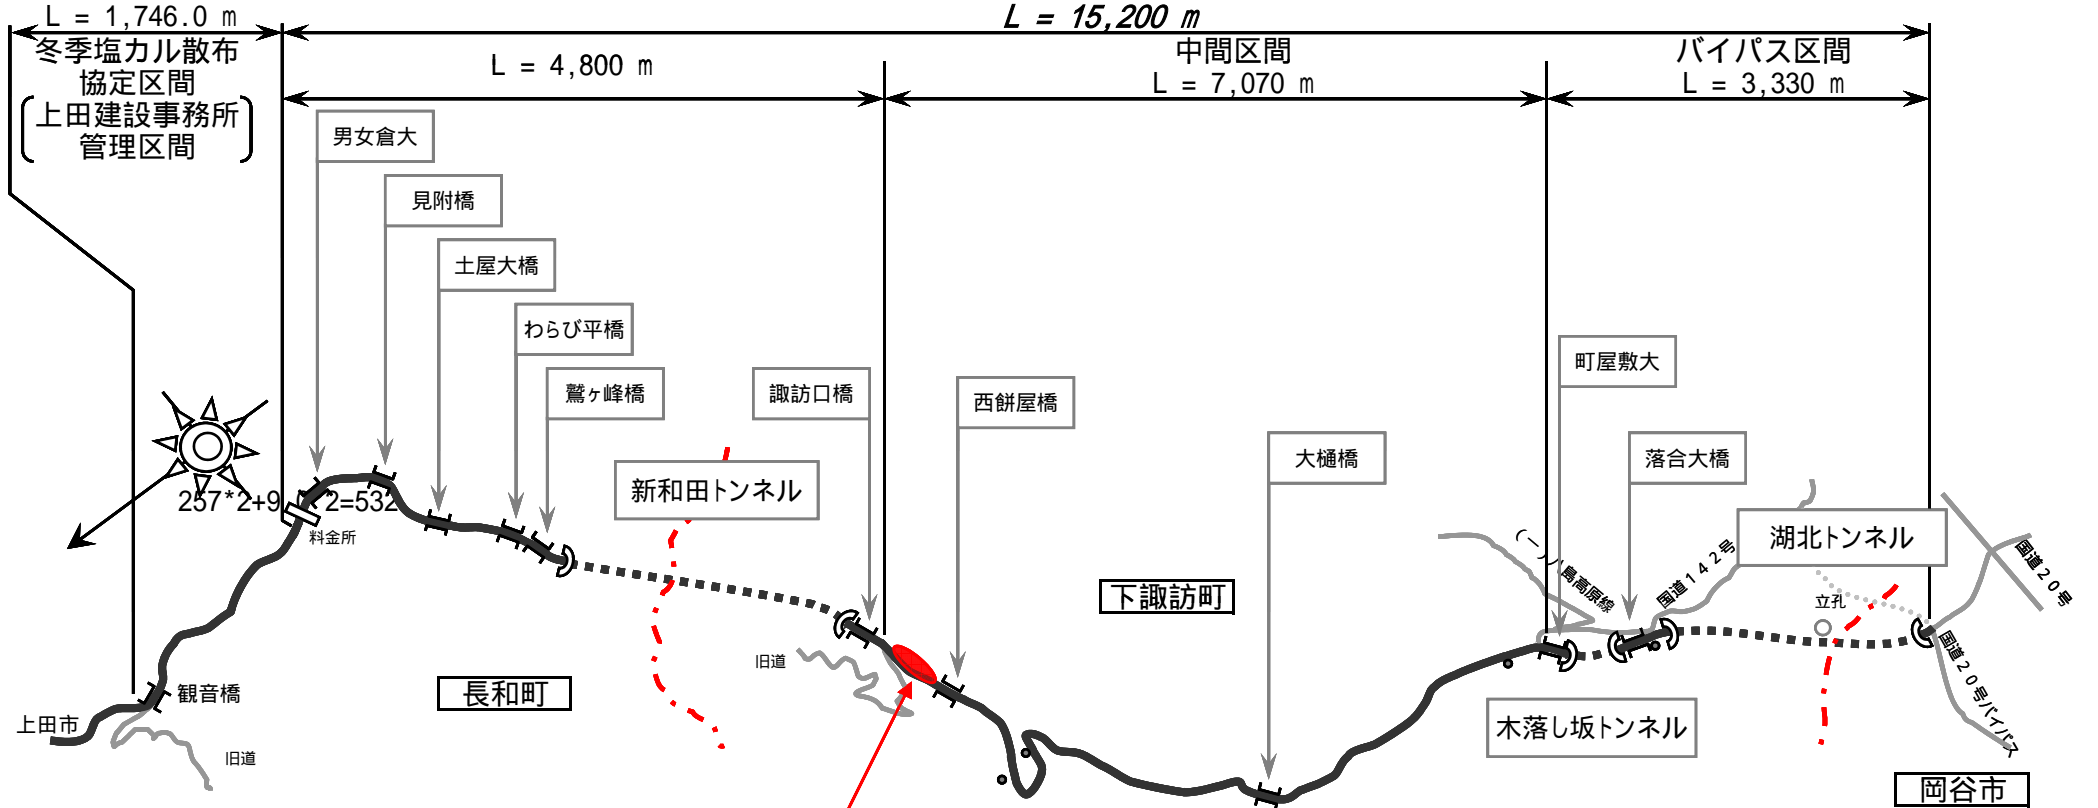 L = 1,746.0 m
L = 15,200 m
冬季塩カル散布
協定区間
上田建設事務所
管理区間
L = 4,800 m
中間区間
L = 7,070 m
バイパス区間
L = 3,330 m
男女倉大
見附橋
土屋大橋
わらび平橋
鷲ヶ峰橋
諏訪口橋
西餅屋橋
大樋橋
町屋敷大
落合大橋
新和田トンネル
湖北トンネル
257*2+9
2=532
料金所
(一)八島高原線
国道142号
国道20号
立孔
下諏訪町
旧道
国道20号バイパス
長和町
観音橋
上田市
旧道
木落し坂トンネル
岡谷市